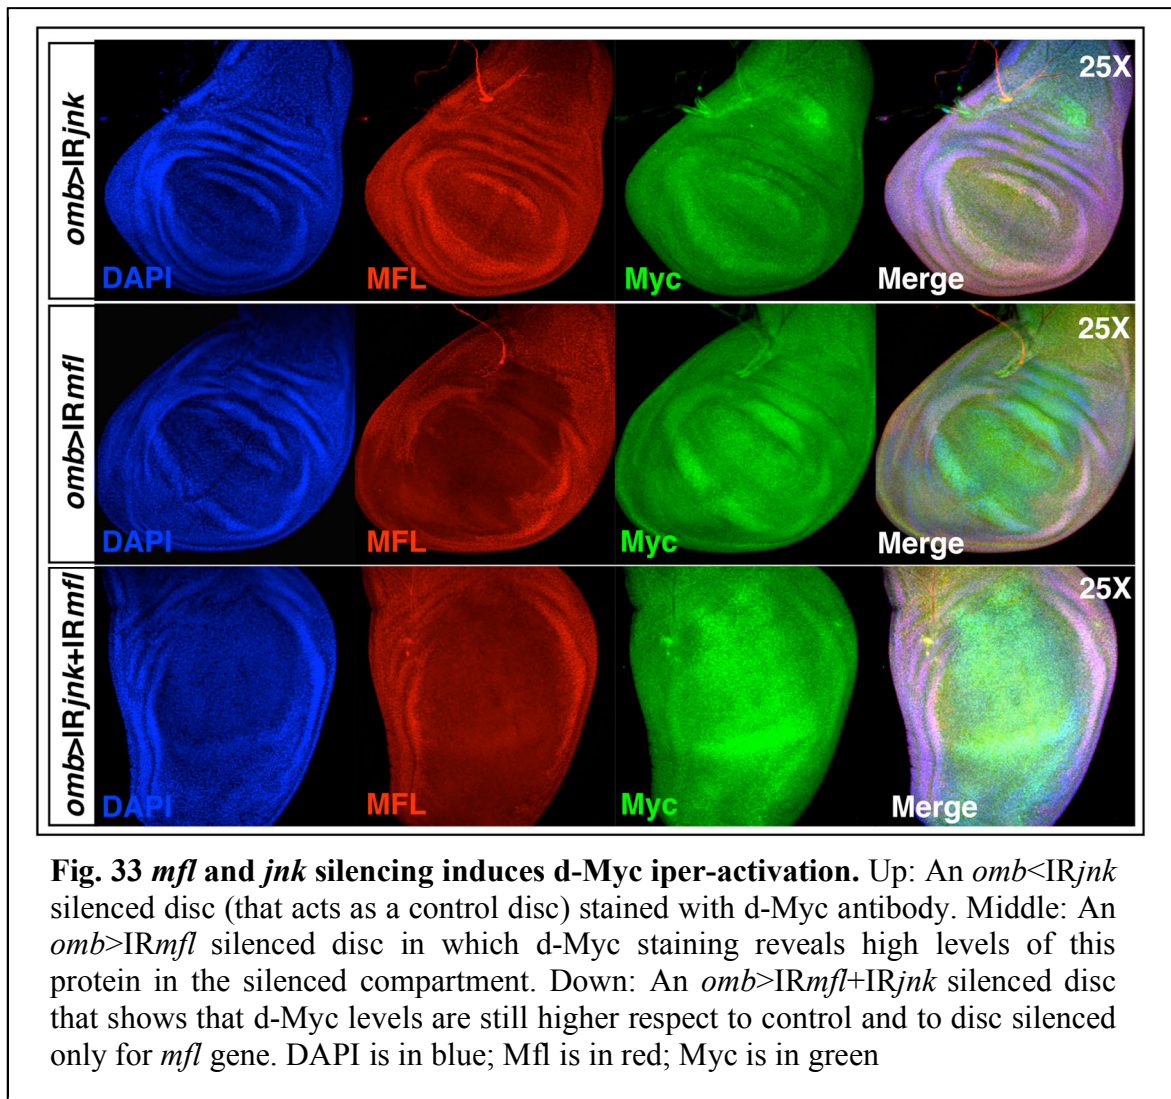 omb>IRjnk
25X
DAPI
MFL
Myc
Merge
omb>IRmfl
25X
DAPI
MFL
Myc
Merge
omb>IRjnk+IRmfl
25X
DAPI
MFL
Myc
Merge
Fig. 33 mfl and jnk silencing induces d-Myc iper-activation. Up: An omb<IRjnk
silenced disc (that acts as a control disc) stained with d-Myc antibody. Middle: An
omb>IRmfl silenced disc in which d-Myc staining reveals high levels of this
protein in the silenced compartment. Down: An omb>IRmfl+IRjnk silenced disc
that shows that d-Myc levels are still higher respect to control and to disc silenced
only for mfl gene. DAPI is in blue; Mfl is in red; Myc is in green